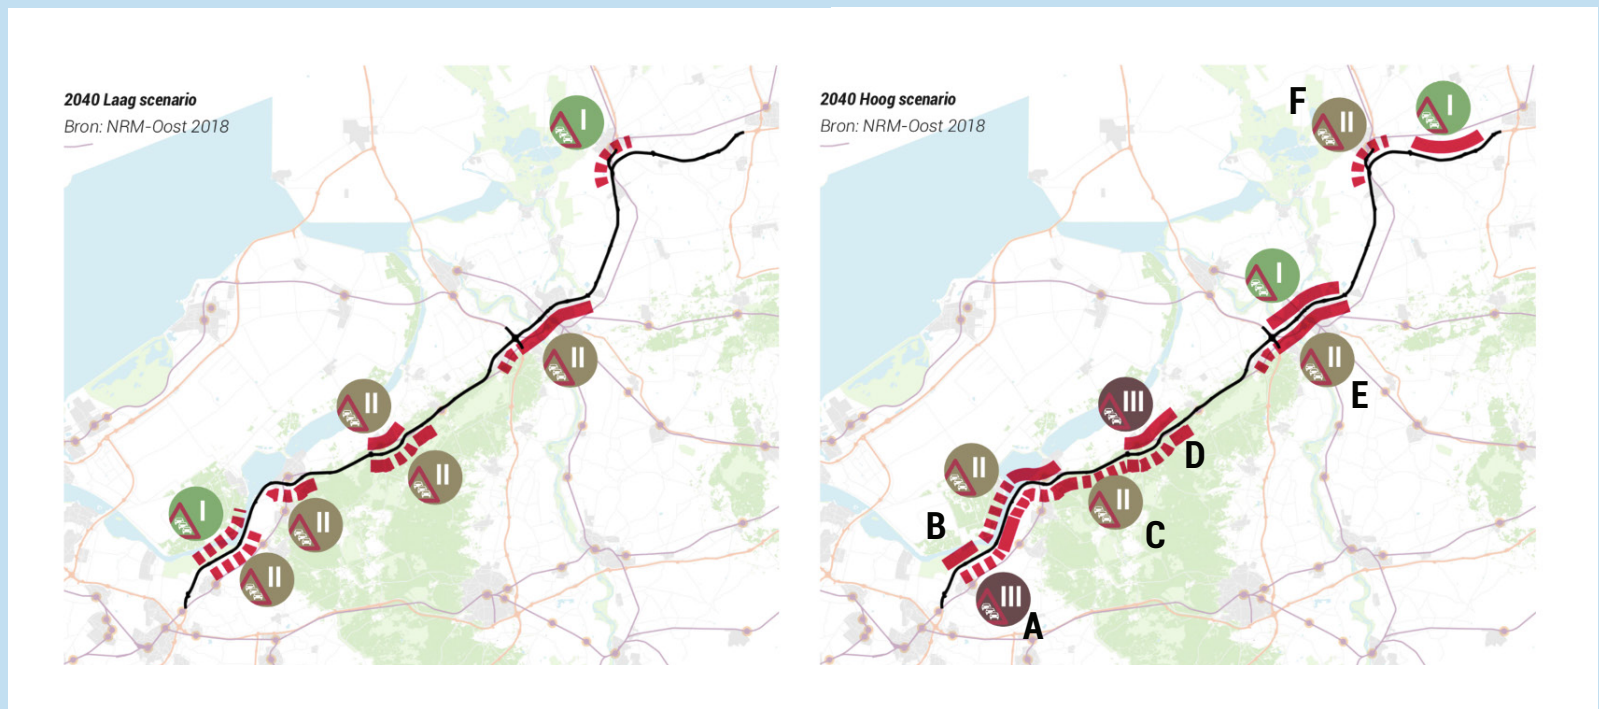 2040 Laag scenario
Bron: NRM-Oost 2018
I
II
II
II
I
II
II
2040 Hoog scenario
Bron: NRM-Oost 2018
F
II
I
I
II
E
III
D
II
II
C
B
III
A